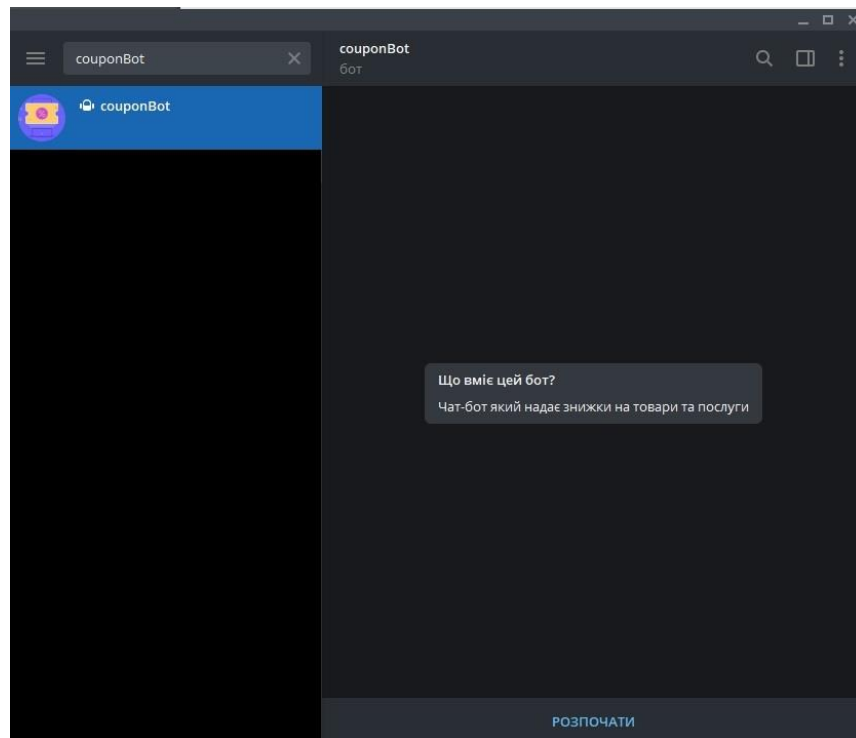 couponBot
couponBot
couponBot
бот
Що вміє цей бот?
Чат-бот який надає знижки на товари та послуги
РОЗПОЧАТИ